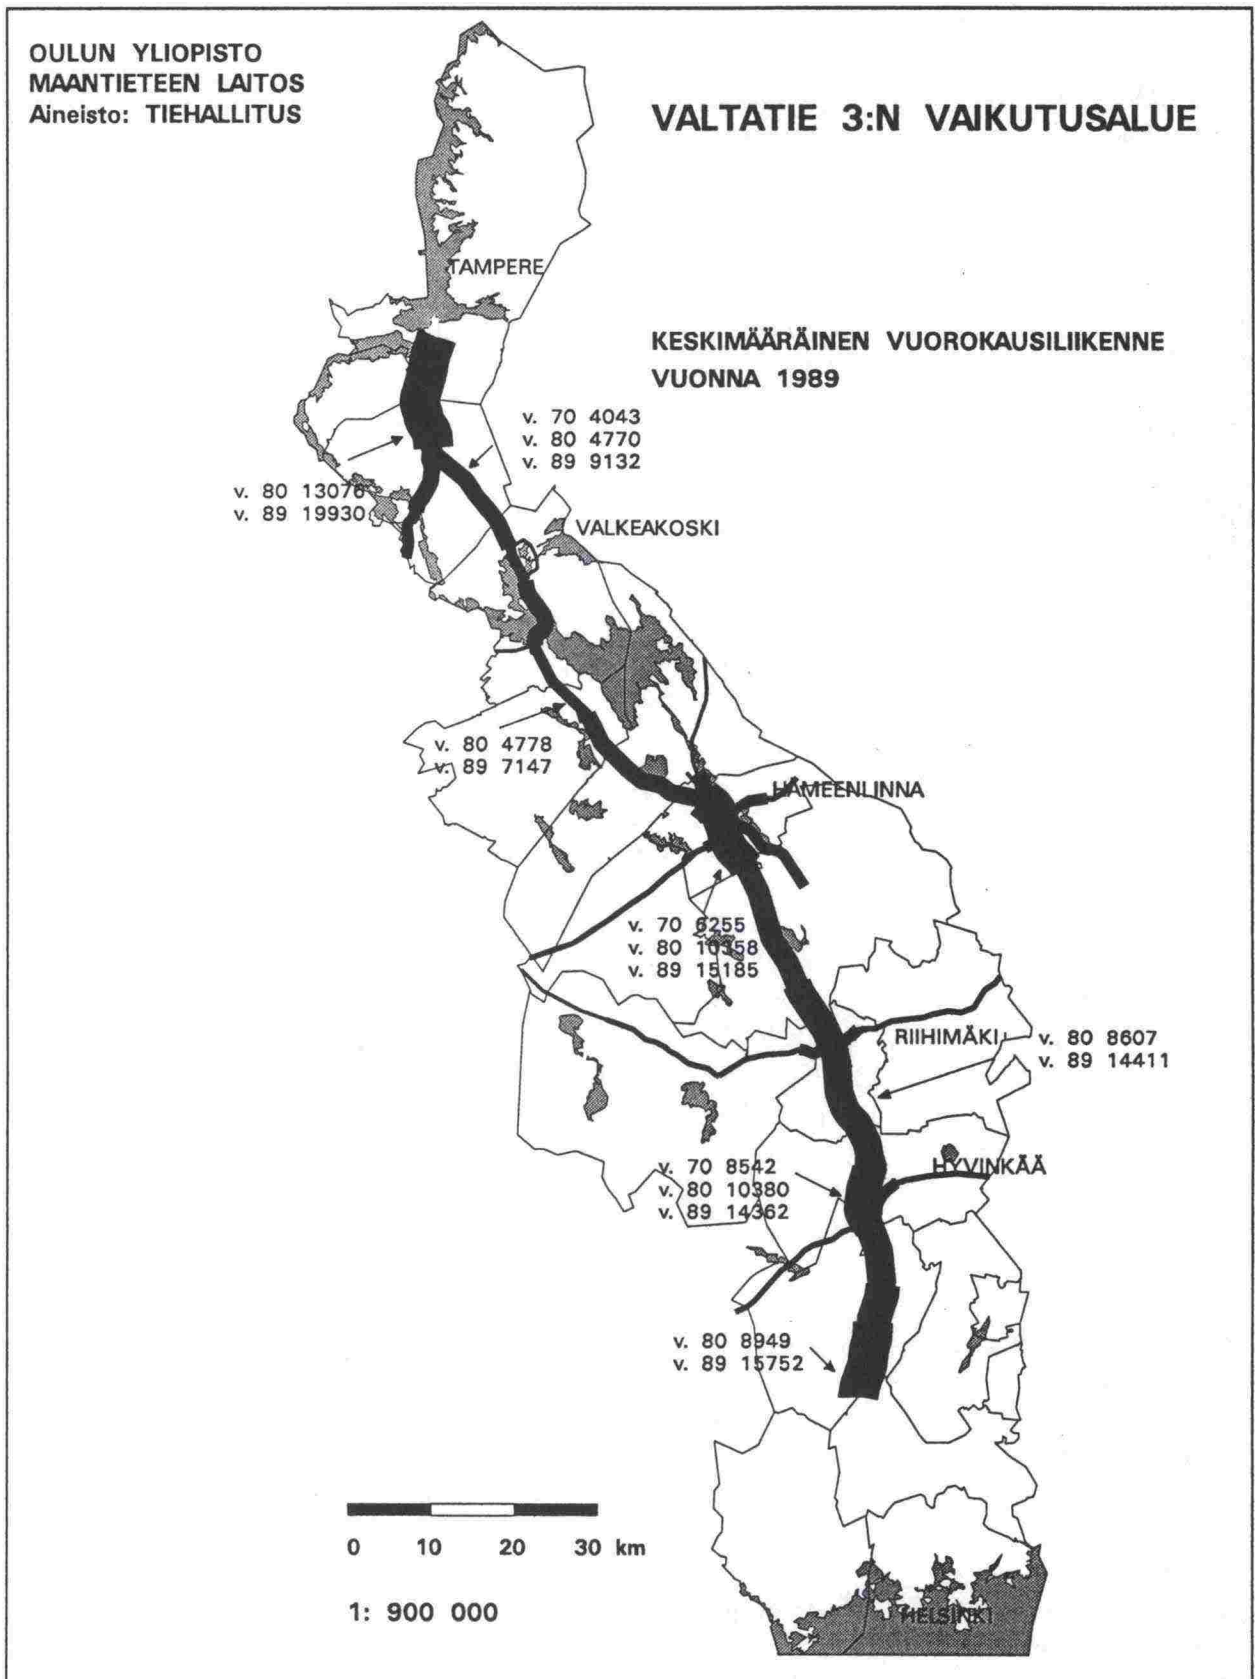 OULUN YLIOPISTO
MAANTIETEEN LAITOS
Aineisto: TIEHALLITUS
VALTATIE 3:N VAIKUTUSALUE
TAMPERE
KESKIMÄÄRÄINEN VUOROKAUSILIIKENNE
VUONNA 1989
v. 70 4043
v. 80 4770
v. 89 9132
v. 80 13076
v. 89 19930
VALKEAKOSKI
v. 80 4778
v. 89 7147
HÄMEENLINNA
v. 70 6255
v. 80 10358
v. 89 15185
RIIHIMÄKI
v. 80 8607
v. 89 14411
HYVINKÄÄ
v. 70 8542
v. 80 10380
v. 89 14362
v. 80 8949
v. 89 15752
0 10 20 30 km
1: 900 000
HELSINKI